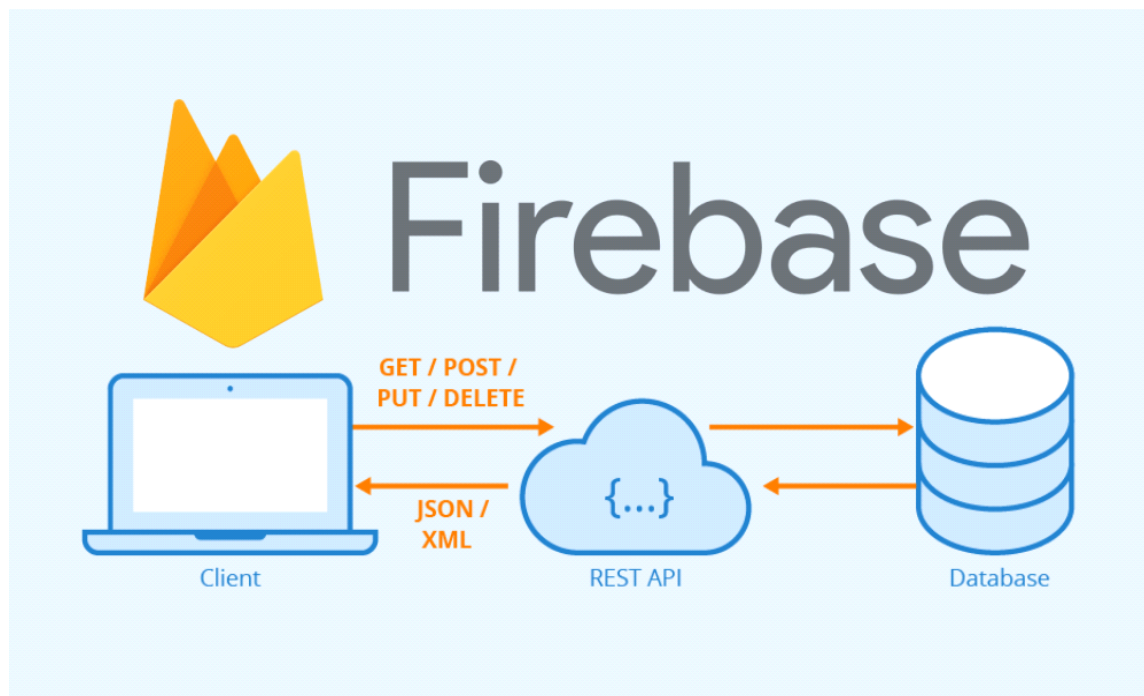 Firebase
GET / POST /
PUT / DELETE
{...}
JSON /
XML
Client
REST API
Database